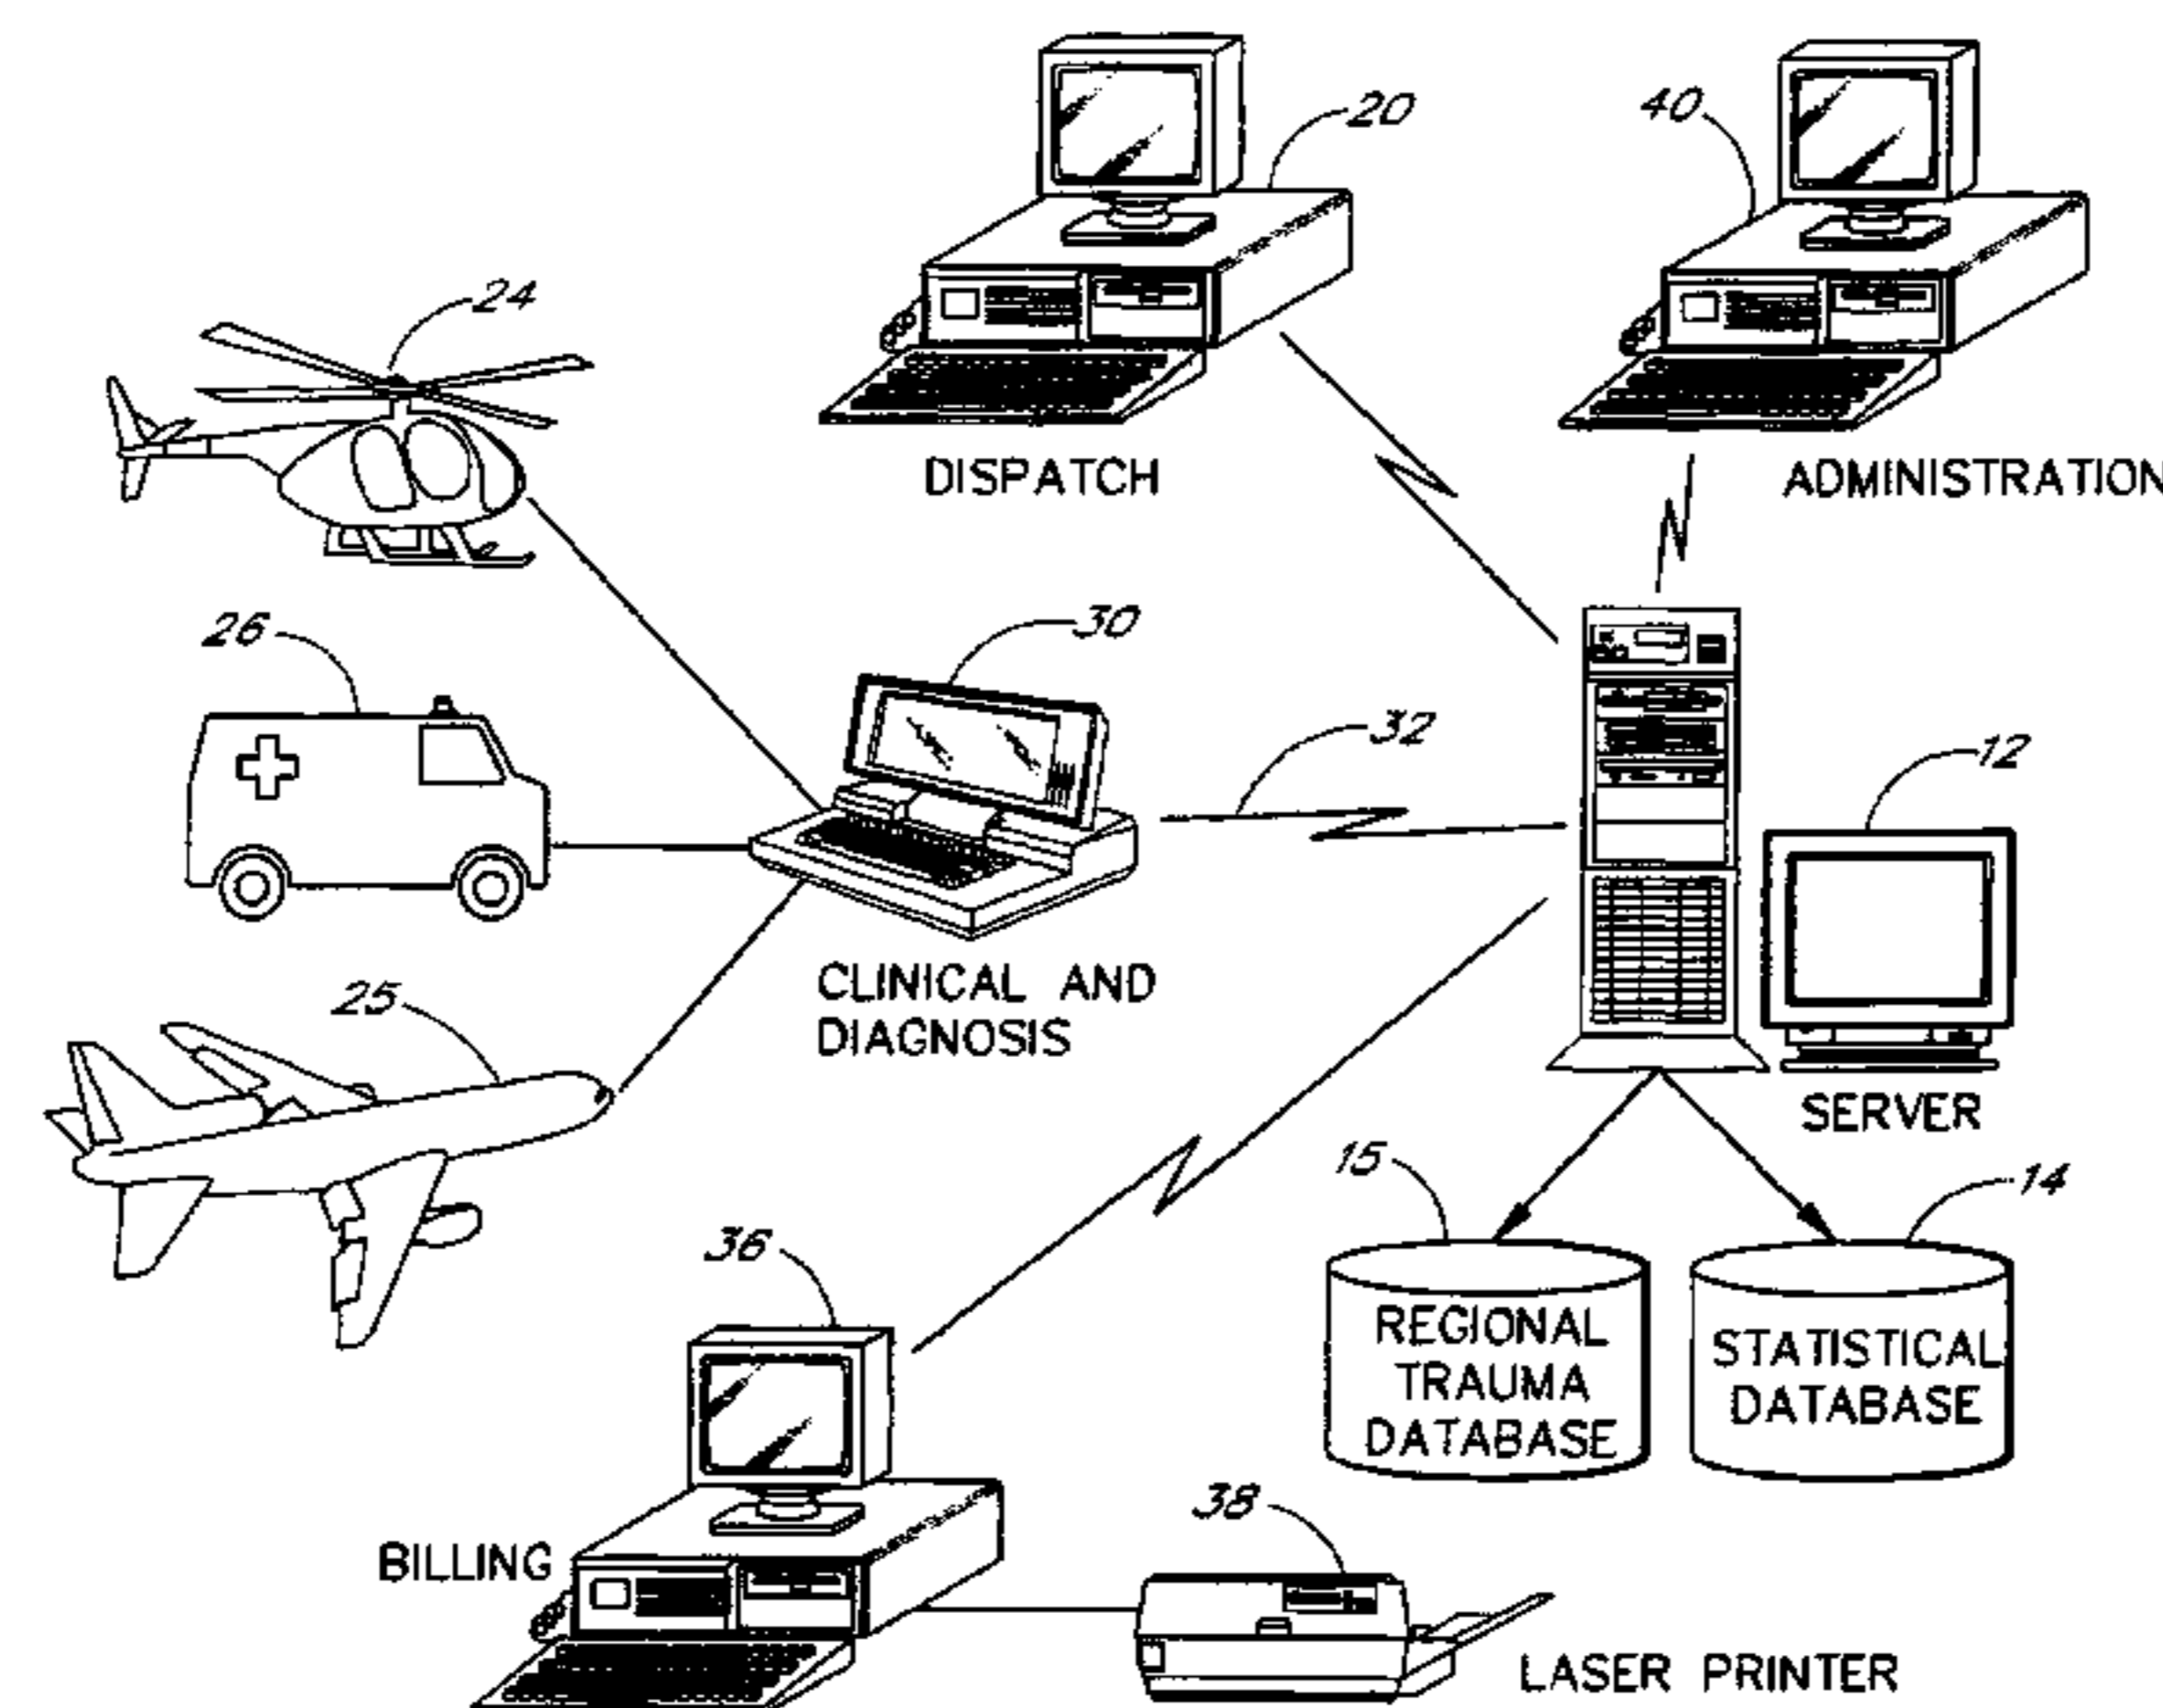 20
40
24
DISPATCH
ADMINISTRATION
26
30
32
12
CLINICAL AND
DIAGNOSIS
25
SERVER
15
14
36
REGIONAL
TRAUMA
DATABASE
STATISTICAL
DATABASE
38
BILLING
LASER PRINTER